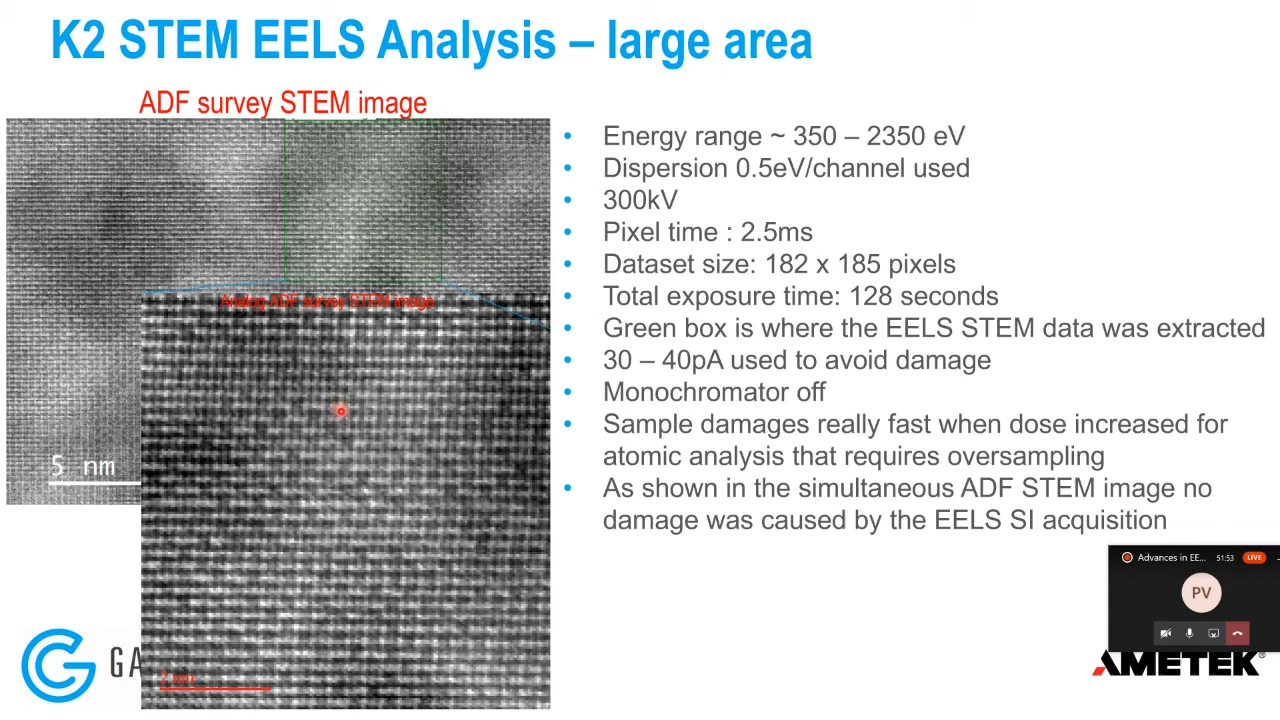 K2 STEM EELS Analysis – large area
ADF survey STEM image
Analog ADF survey STEM image
5 nm
2 nm
• Energy range ~ 350 – 2350 eV
• Dispersion 0.5eV/channel used
• 300kV
• Pixel time : 2.5ms
• Dataset size: 182 x 185 pixels
• Total exposure time: 128 seconds
• Green box is where the EELS STEM data was extracted
• 30 – 40pA used to avoid damage
• Monochromator off
• Sample damages really fast when dose increased for
atomic analysis that requires oversampling
• As shown in the simultaneous ADF STEM image no
damage was caused by the EELS SI acquisition
Advances in EE... 51:53 LIVE
PV
GA
AMETEK®